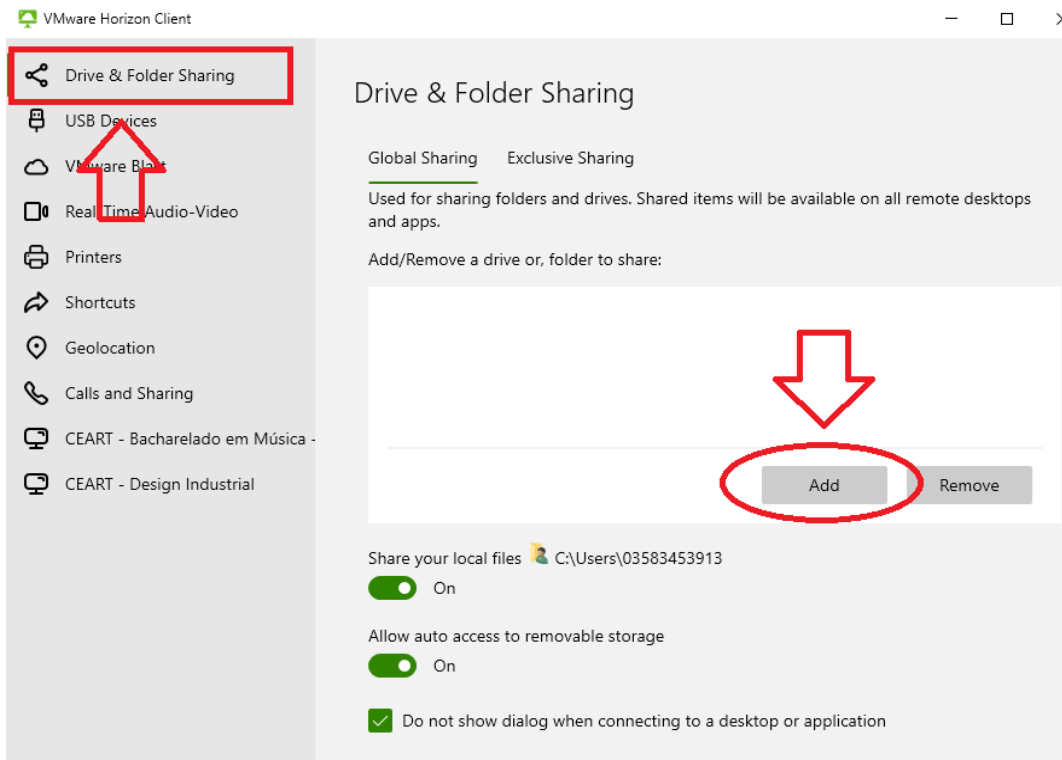 VMware Horizon Client
Drive & Folder Sharing
USB Devices
VMware Blast
Real-Time Audio-Video
Printers
Shortcuts
Geolocation
Calls and Sharing
CEART - Bacharelado em Música -
CEART - Design Industrial
Drive & Folder Sharing
Global Sharing Exclusive Sharing
Used for sharing folders and drives. Shared items will be available on all remote desktops
and apps.
Add/Remove a drive or, folder to share:
Add Remove
Share your local files C:\Users\03583453913
On
Allow auto access to removable storage
On
Do not show dialog when connecting to a desktop or application